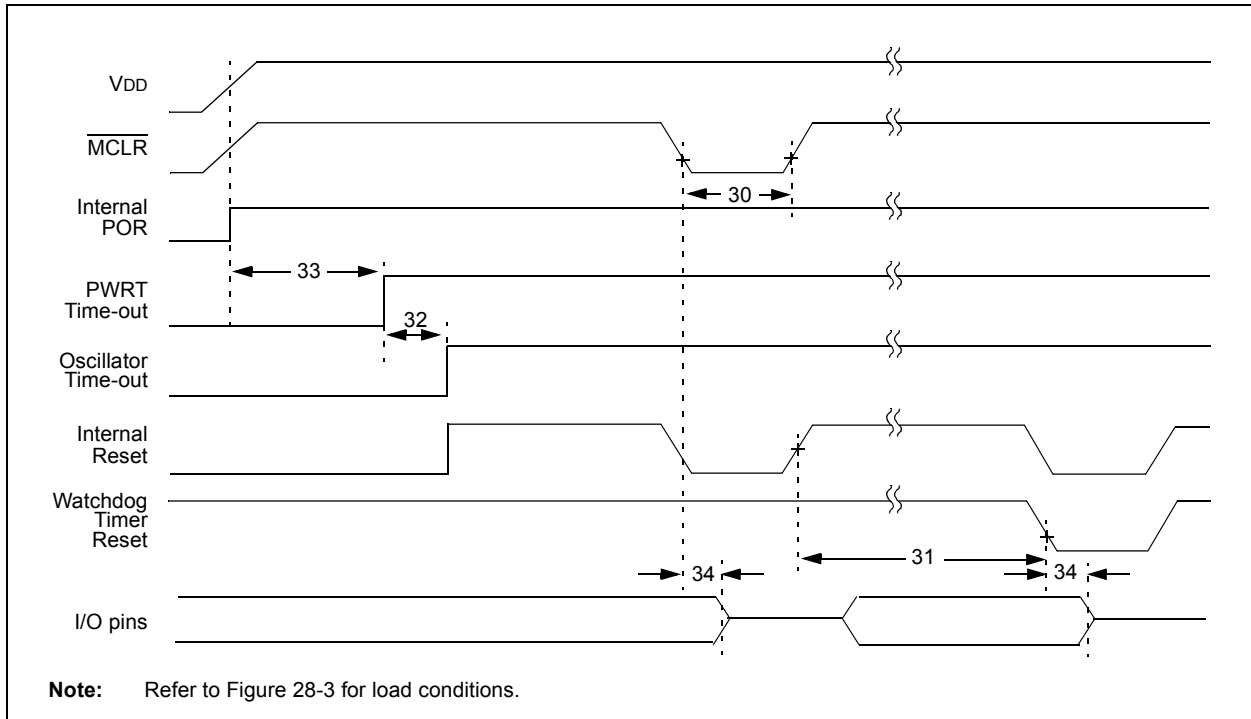 VDD
MCLR
30
Internal
POR
33
PWRT
Time-out
32
Oscillator
Time-out
Internal
Reset
Watchdog
Timer
Reset
31
34
34
I/O pins
Note: Refer to Figure 28-3 for load conditions.